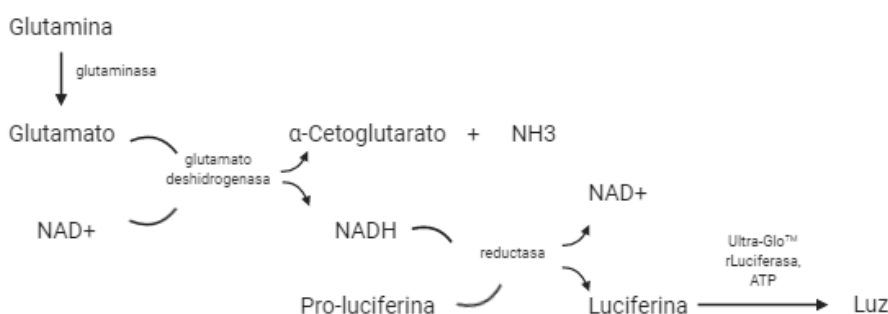 Glutamina
glutaminasa
Glutamato
α-Cetoglutarato + NH3
glutamato
deshidrogenasa
NAD+
NAD+
NADH
reductasa
Ultra-Glo™
rLuciferasa,
ATP
Pro-luciferina
Luciferina
Luz